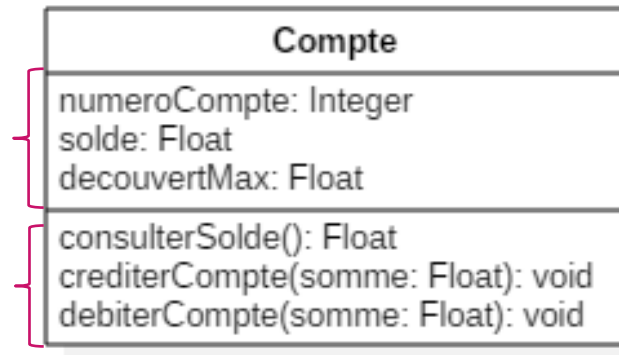 Compte
numeroCompte: Integer
solde: Float
decouvertMax: Float
consulterSolde(): Float
crediterCompte(somme: Float): void
debiterCompte(somme: Float): void